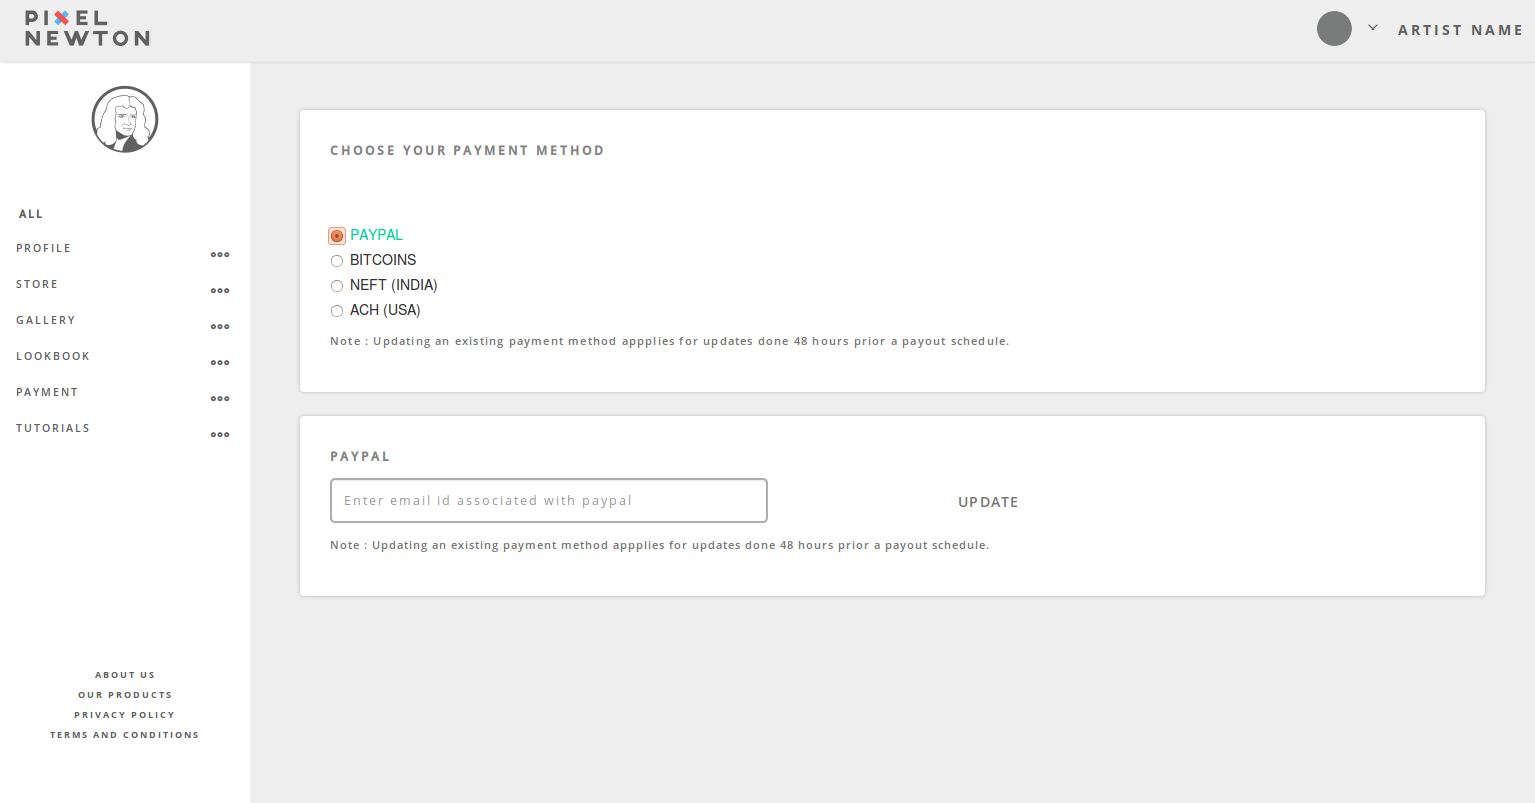 PIXEL
NEWTON
ARTIST NAME
ALL
PROFILE
STORE
GALLERY
LOOKBOOK
PAYMENT
TUTORIALS
ABOUT US
OUR PRODUCTS
PRIVACY POLICY
TERMS AND CONDITIONS
CHOOSE YOUR PAYMENT METHOD
PAYPAL
BITCOINS
NEFT (INDIA)
ACH (USA)
Note : Updating an existing payment method appplies for updates done 48 hours prior a payout schedule.
PAYPAL
Enter email id associated with paypal
UPDATE
Note : Updating an existing payment method appplies for updates done 48 hours prior a payout schedule.